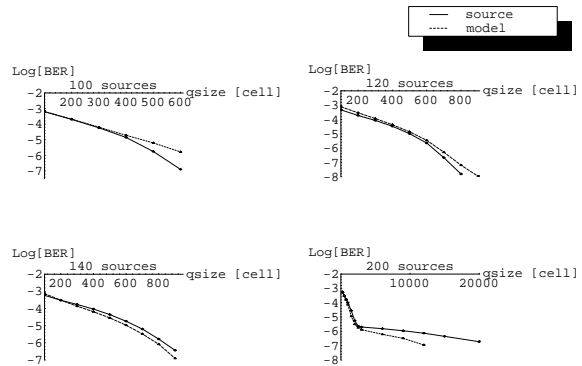 source
model
Log[BER]
100 sources
200 300 400 500 600 qsize [cell]
-2
-3
-4
-5
-6
-7
Log[BER]
120 sources
200 400 600 800 qsize [cell]
-2
-3
-4
-5
-6
-7
-8
Log[BER]
140 sources
200 400 600 800 qsize [cell]
-2
-3
-4
-5
-6
-7
Log[BER]
200 sources
10000 20000 qsize [cell]
-2
-3
-4
-5
-6
-7
-8